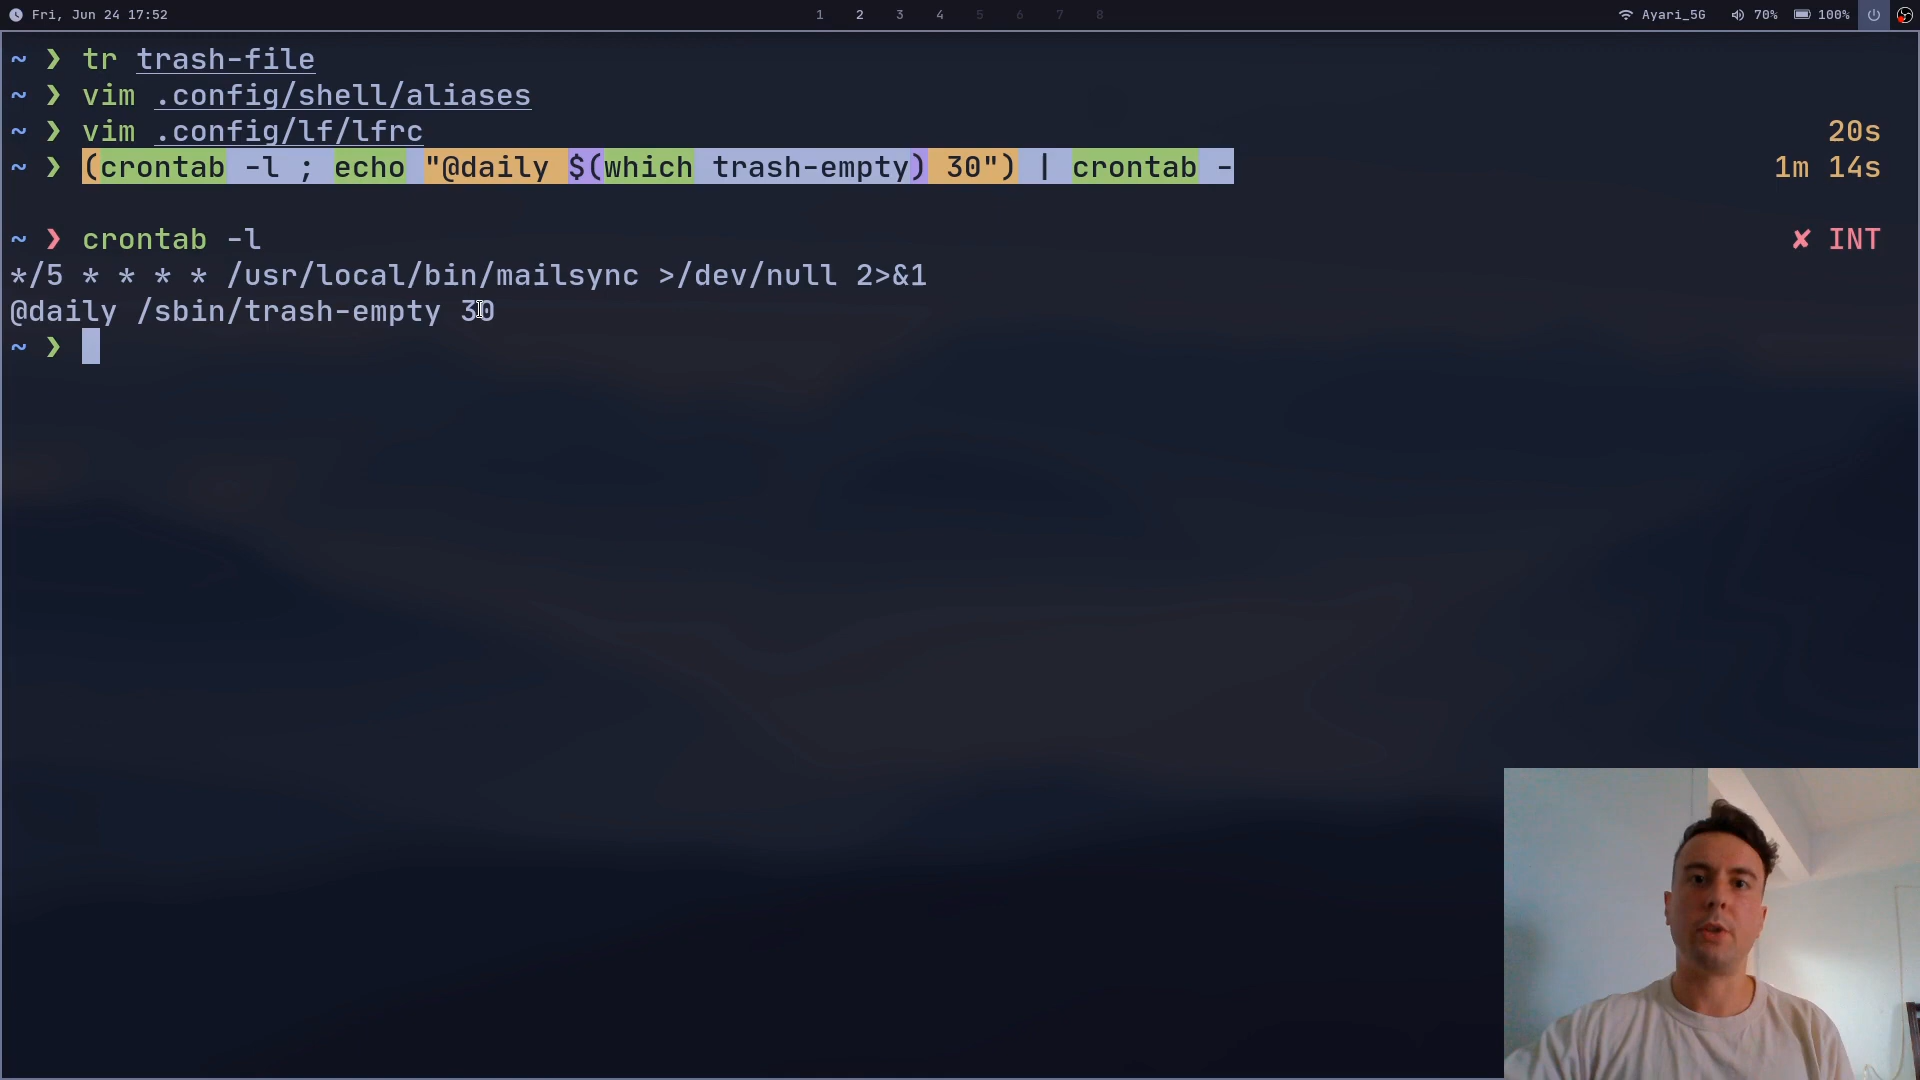 Fri, Jun 24 17:52 1 2 3 4 5 6 7 8 Ayari_5G 70% 100%
~ ❯ tr trash-file
~ ❯ vim .config/shell/aliases
~ ❯ vim .config/lf/lfrc 20s
~ ❯ (crontab -l ; echo "@daily $(which trash-empty) 30") | crontab - 1m 14s
~ ❯ crontab -l ✘ INT
*/5 * * * * /usr/local/bin/mailsync >/dev/null 2>&1
@daily /sbin/trash-empty 30
~ ❯